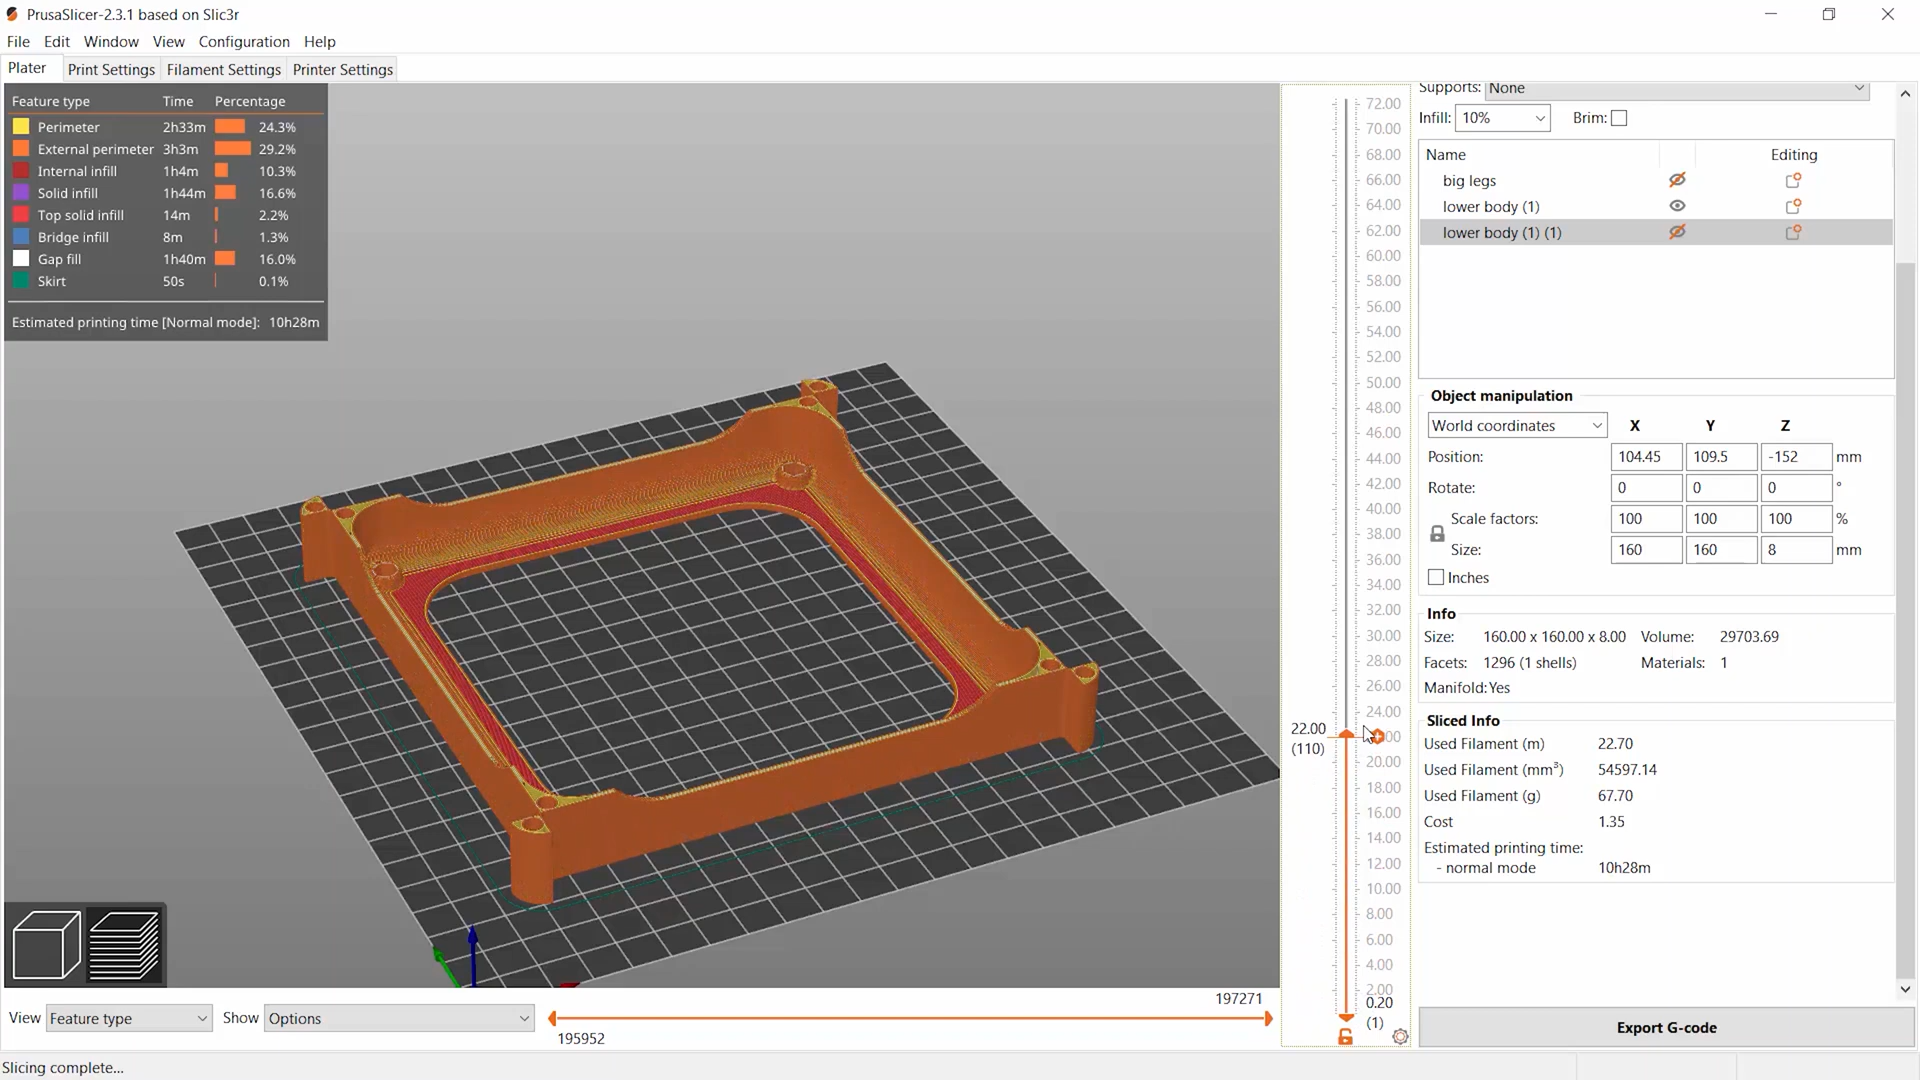 PrusaSlicer-2.3.1 based on Slic3r
File Edit Window View Configuration Help
Plater Print Settings Filament Settings Printer Settings
Feature type Time Percentage
Perimeter 2h33m 24.3%
External perimeter 3h3m 29.2%
Internal infill 1h4m 10.3%
Solid infill 1h44m 16.6%
Top solid infill 14m 2.2%
Bridge infill 8m 1.3%
Gap fill 1h40m 16.0%
Skirt 50s 0.1%
Estimated printing time [Normal mode]: 10h28m
72.00
70.00
68.00
66.00
64.00
62.00
60.00
58.00
56.00
54.00
52.00
50.00
48.00
46.00
44.00
42.00
40.00
38.00
36.00
34.00
32.00
30.00
28.00
26.00
24.00
22.00
(110)
20.00
18.00
16.00
14.00
12.00
10.00
8.00
6.00
4.00
2.00
0.20
(1)
Supports: None
Infill: 10% Brim:
Name Editing
big legs
lower body (1)
lower body (1) (1)
Object manipulation
World coordinates X Y Z
Position: 104.45 109.5 -152 mm
Rotate: 0 0 0 °
Scale factors: 100 100 100 %
Size: 160 160 8 mm
Inches
Info
Size: 160.00 x 160.00 x 8.00 Volume: 29703.69
Facets: 1296 (1 shells) Materials: 1
Manifold: Yes
Sliced Info
Used Filament (m) 22.70
Used Filament (mm³) 54597.14
Used Filament (g) 67.70
Cost 1.35
Estimated printing time:
- normal mode 10h28m
Export G-code
197271
View Feature type Show Options
195952
Slicing complete...